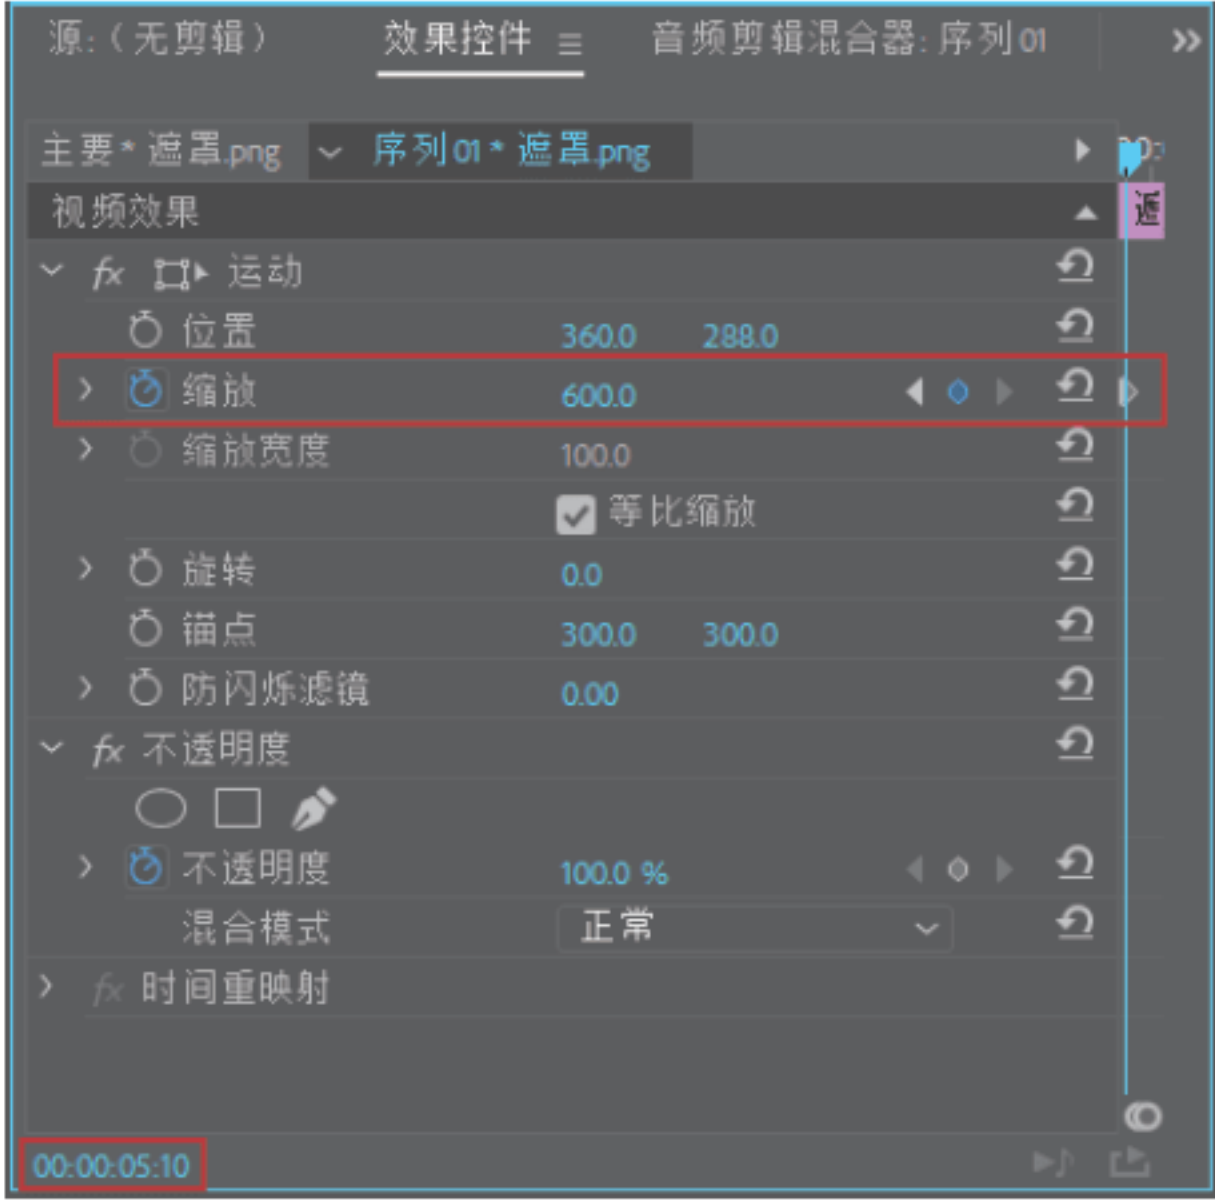 源:（无剪辑） 效果控件 音频剪辑混合器: 序列 01
主要* 遮罩.png 序列 01 * 遮罩.png
视频效果 遮
fx 运动
位置 360.0 288.0
缩放 600.0
缩放宽度 100.0
等比缩放
旋转 0.0
锚点 300.0 300.0
防闪烁滤镜 0.00
fx 不透明度
不透明度 100.0 %
混合模式 正常
fx 时间重映射
00:00:05:10